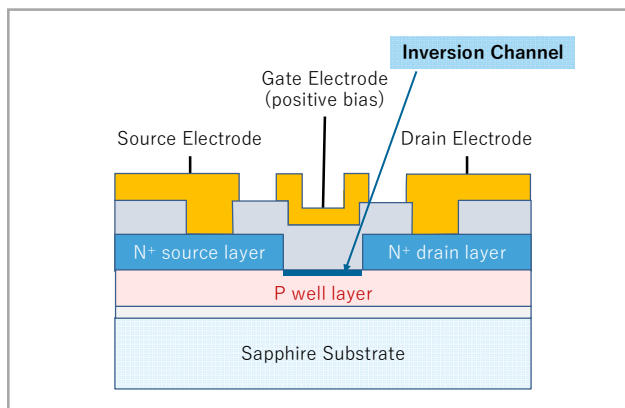 Inversion Channel
Gate Electrode
(positive bias)
Source Electrode
Drain Electrode
N⁺ source layer
N⁺ drain layer
P well layer
Sapphire Substrate